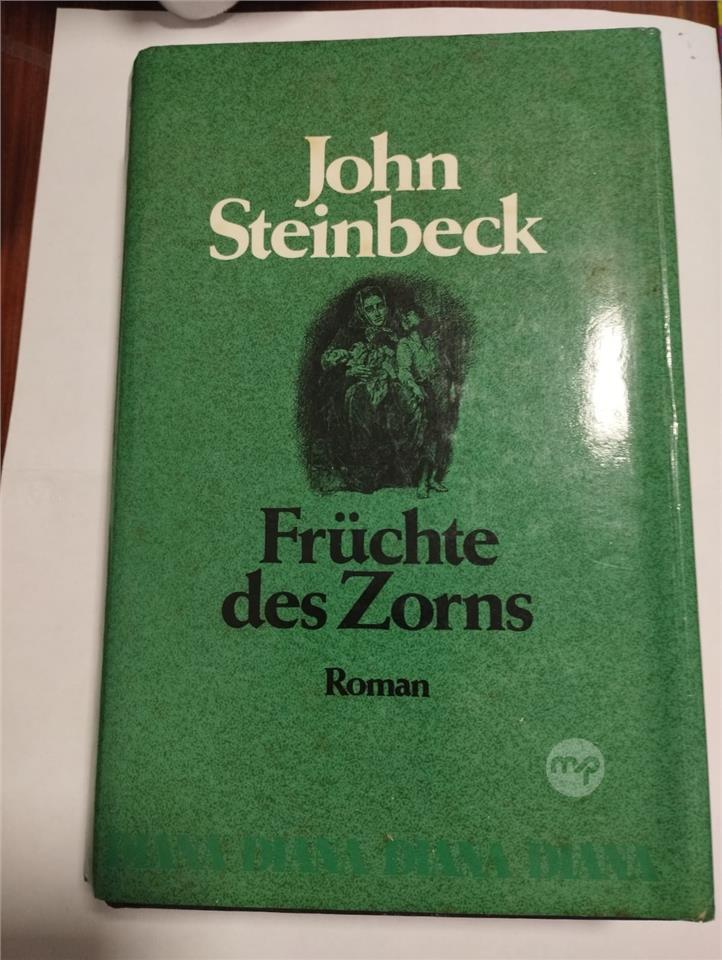 John
Steinbeck
Früchte
des Zorns
Roman
mp
DIANA DIANA DIANA DIANA